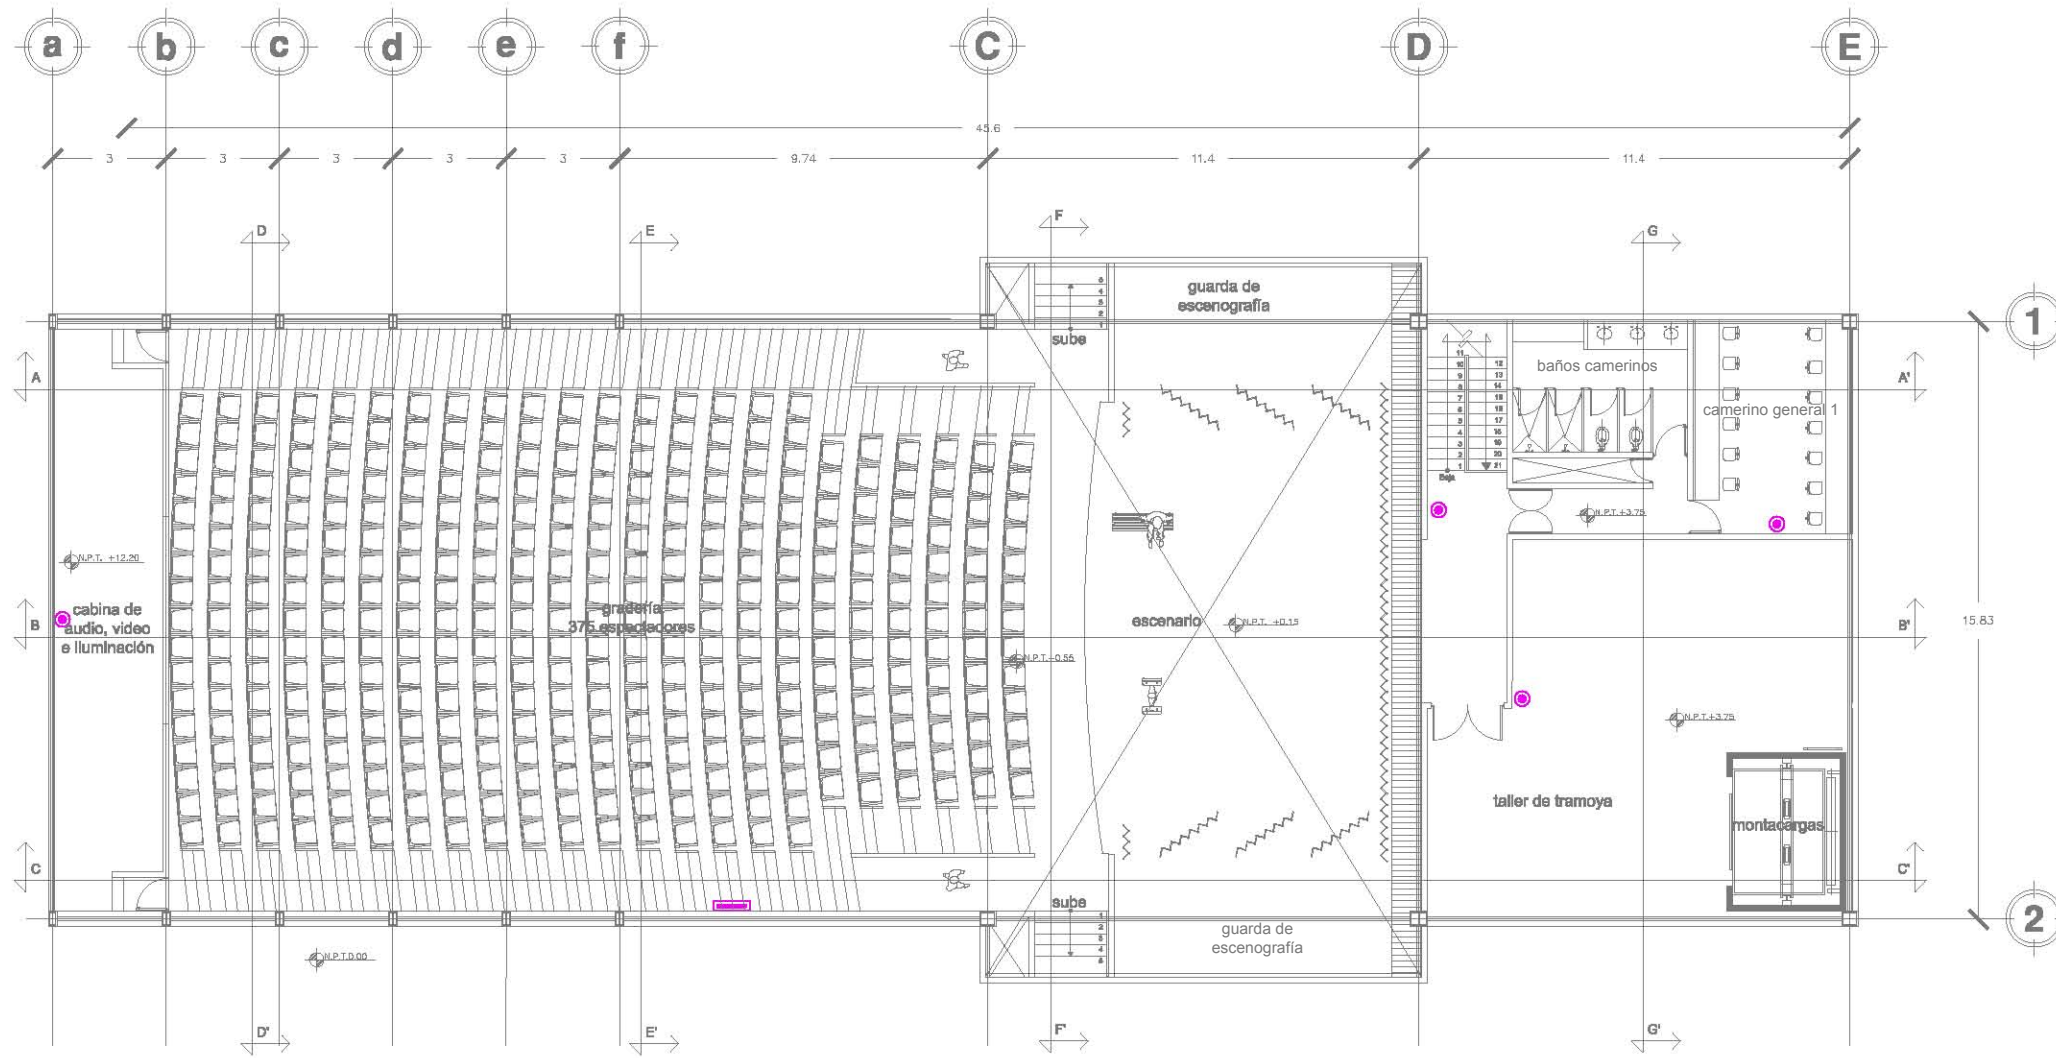 a b c d e f C D E
45.6
3 3 3 3 3 9.74 11.4 11.4
D E F G
guarda de
escenografía
1
sube
baños camerinos
A A'
camerino general 1
Baja
N.P.T.+3.75
N.P.T. +12.20
cabina de
audio, video
e iluminación
gradería
375 espectadores
escenario
N.P.T. +0.15
B B'
15.83
N.P.T.-0.55
N.P.T.+3.75
taller de tramoya
montacargas
C C'
sube
guarda de
escenografía
2
N.P.T.0.00
D' E' F' G'